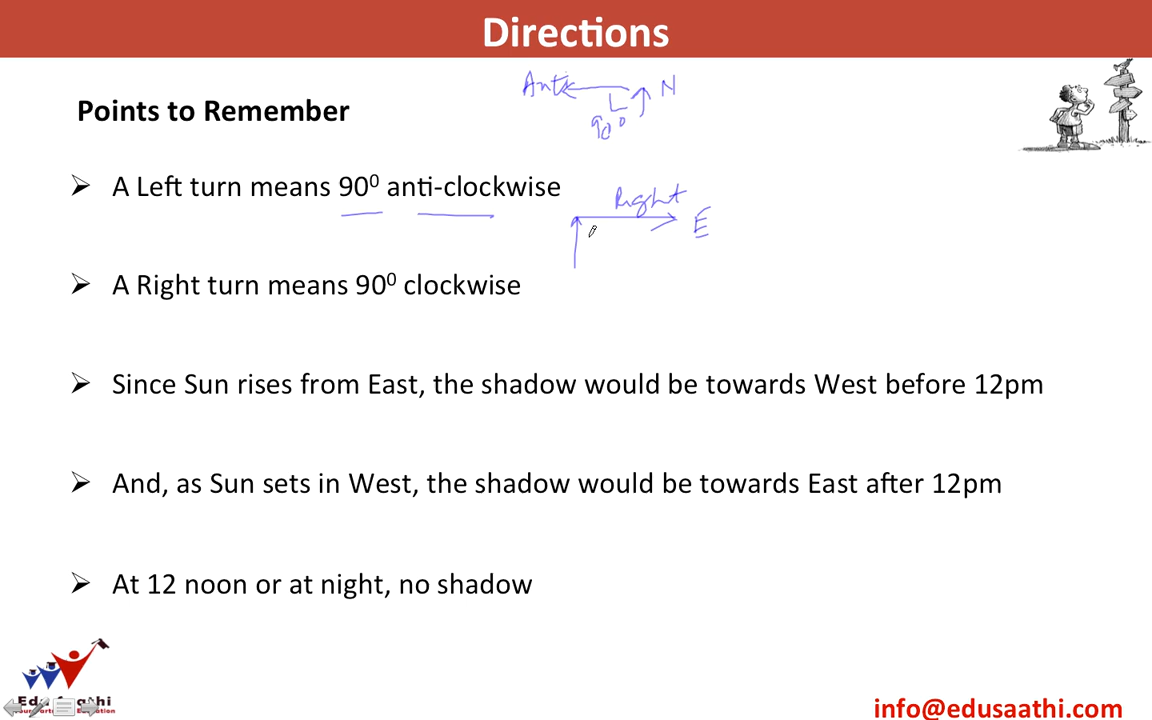 Directions
Anti N
L
90°
Points to Remember
➢ A Left turn means 90⁰ anti-clockwise
Right
E
➢ A Right turn means 90⁰ clockwise
➢ Since Sun rises from East, the shadow would be towards West before 12pm
➢ And, as Sun sets in West, the shadow would be towards East after 12pm
➢ At 12 noon or at night, no shadow
info@edusaathi.com